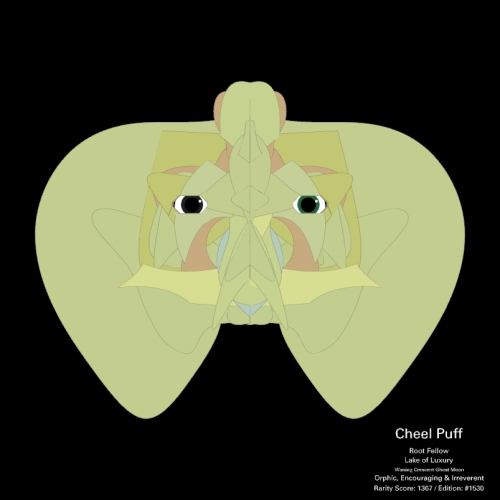 Cheel Puff
Root Fellow
Lake of Luxury
Waning Crescent Ghost Moon
Orphic, Encouraging & Irreverent
Rarity Score: 1367 / Edition: #1530